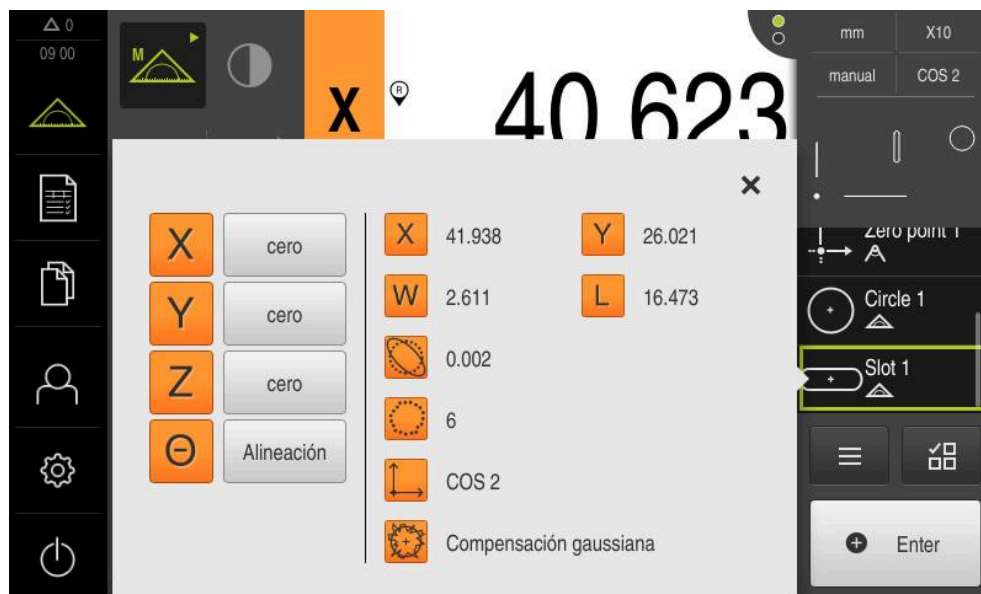 0
09 00
M
X
R
40.623
mm X10
manual COS 2
Zero point 1
Circle 1
Slot 1
X cero
Y cero
Z cero
Θ Alineación
X 41.938 Y 26.021
W 2.611 L 16.473
0.002
6
COS 2
Compensación gaussiana
Enter